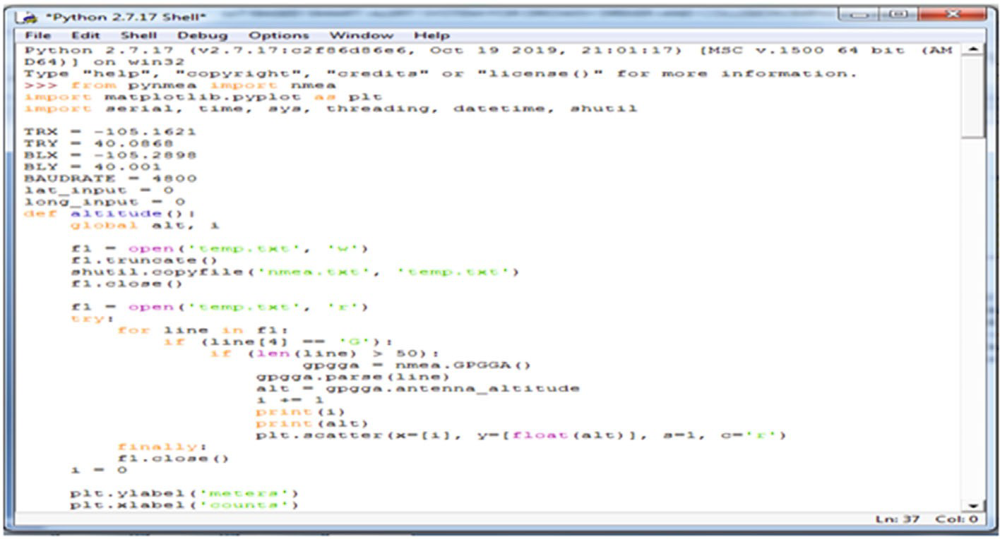 *Python 2.7.17 Shell*
File Edit Shell Debug Options Window Help
Python 2.7.17 (v2.7.17:c2f86d86e6, Oct 19 2019, 21:01:17) [MSC v.1500 64 bit (AM
D64)] on win32
Type "help", "copyright", "credits" or "license()" for more information.
>>> from pynmea import nmea
import matplotlib.pyplot as plt
import serial, time, sys, threading, datetime, shutil
TRX = -105.1621
TRY = 40.0868
BLX = -105.2898
BLY = 40.001
BAUDRATE = 4800
lat_input = 0
long_input = 0
def altitude():
global alt, i
f1 = open('temp.txt', 'w')
f1.truncate()
shutil.copyfile('nmea.txt', 'temp.txt')
f1.close()
f1 = open('temp.txt', 'r')
try:
for line in f1:
if (line[4] == 'G'):
if (len(line) > 50):
gpgga = nmea.GPGGA()
gpgga.parse(line)
alt = gpgga.antenna_altitude
i += 1
print(i)
print(alt)
plt.scatter(x=[i], y=[float(alt)], s=1, c='r')
finally:
f1.close()
i = 0
plt.ylabel('meters')
plt.xlabel('counts')
Ln: 37 Col: 0